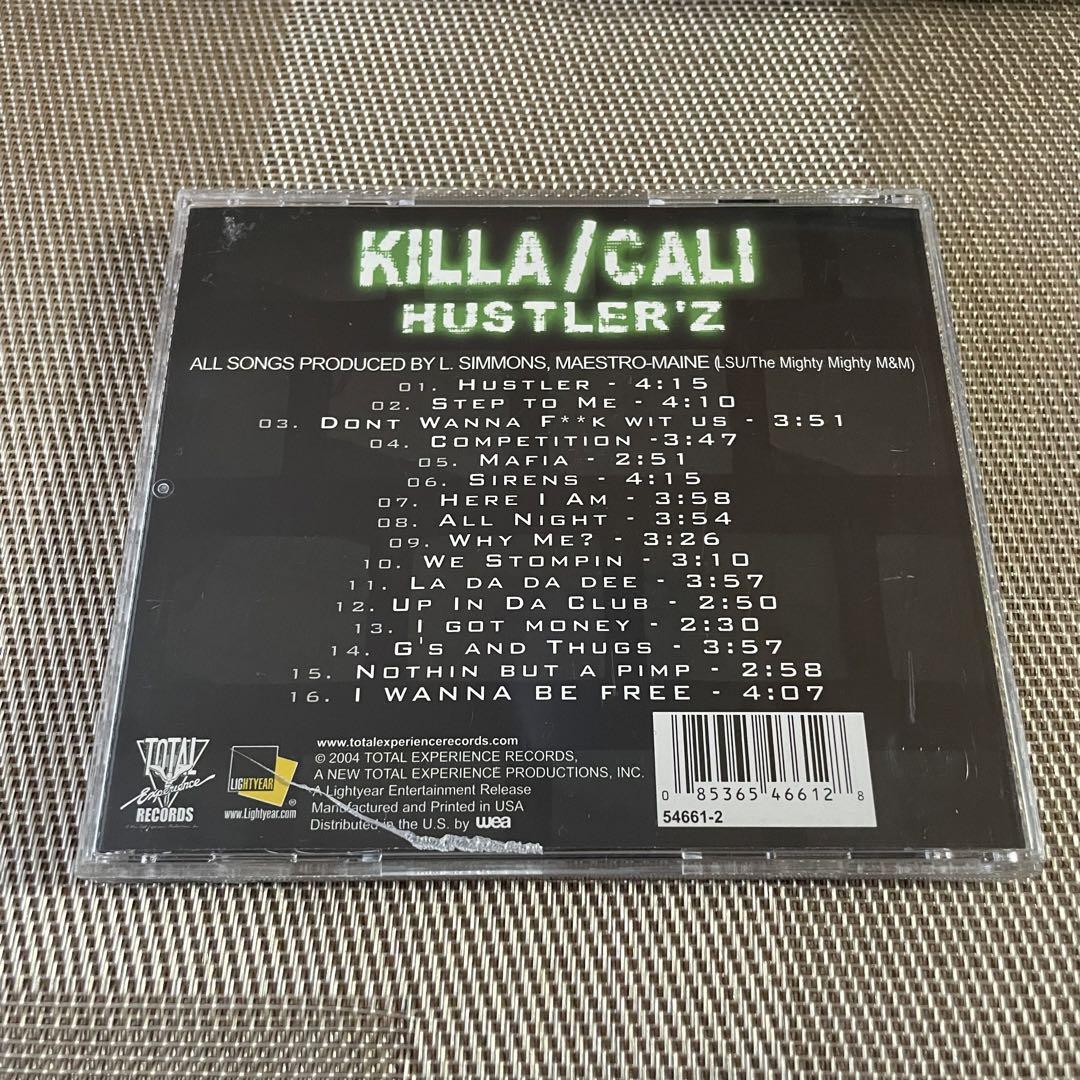 KILLA/CALI
HUSTLER'Z
ALL SONGS PRODUCED BY L. SIMMONS, MAESTRO-MAINE (LSU/The Mighty Mighty M&M)
01. HUSTLER - 4:15
02. STEP TO ME - 4:10
03. DONT WANNA F**K WIT US - 3:51
04. COMPETITION -3:47
05. MAFIA - 2:51
06. SIRENS - 4:15
07. HERE I AM - 3:58
08. ALL NIGHT - 3:54
09. WHY ME? - 3:26
10. WE STOMPIN - 3:10
11. LA DA DA DEE - 3:57
12. UP IN DA CLUB - 2:50
13. I GOT MONEY - 2:30
14. G'S AND THUGS - 3:57
15. NOTHIN BUT A PIMP - 2:58
16. I WANNA BE FREE - 4:07
www.totalexperiencerecords.com
© 2004 TOTAL EXPERIENCE RECORDS,
A NEW TOTAL EXPERIENCE PRODUCTIONS, INC.
A Lightyear Entertainment Release
Manufactured and Printed in USA
Distributed in the U.S. by wea
TOTAL
Experience
RECORDS
LIGHTYEAR
®
www.Lightyear.com
0 85365 46612 8
54661-2